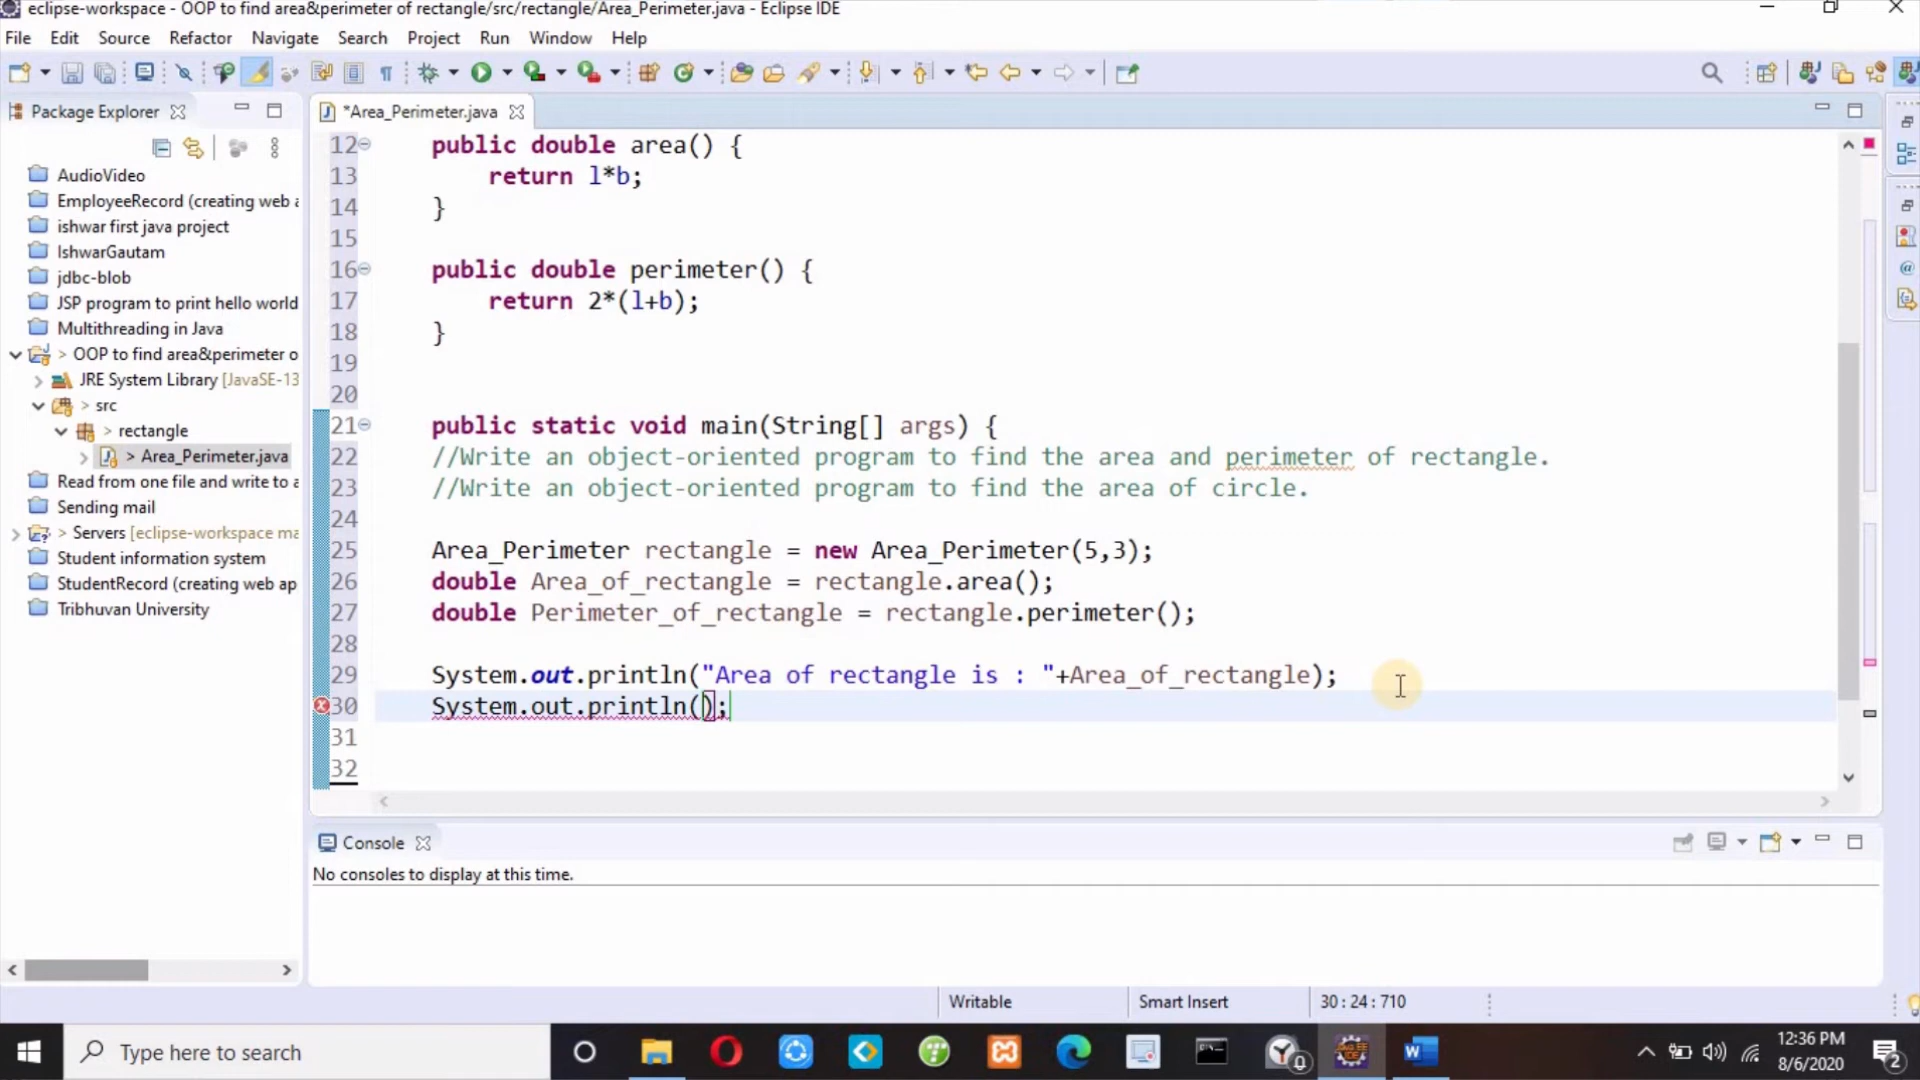 eclipse-workspace - OOP to find area&perimeter of rectangle/src/rectangle/Area_Perimeter.java - Eclipse IDE
File Edit Source Refactor Navigate Search Project Run Window Help
Package Explorer
*Area_Perimeter.java
AudioVideo
EmployeeRecord (creating web a
ishwar first java project
IshwarGautam
jdbc-blob
JSP program to print hello world
Multithreading in Java
> OOP to find area&perimeter o
JRE System Library [JavaSE-13
> src
> rectangle
> Area_Perimeter.java
Read from one file and write to a
Sending mail
> Servers [eclipse-workspace ma
Student information system
StudentRecord (creating web ap
Tribhuvan University
12 public double area() {
13 return l*b;
14 }
15
16 public double perimeter() {
17 return 2*(l+b);
18 }
19
20
21 public static void main(String[] args) {
22 //Write an object-oriented program to find the area and perimeter of rectangle.
23 //Write an object-oriented program to find the area of circle.
24
25 Area_Perimeter rectangle = new Area_Perimeter(5,3);
26 double Area_of_rectangle = rectangle.area();
27 double Perimeter_of_rectangle = rectangle.perimeter();
28
29 System.out.println("Area of rectangle is : "+Area_of_rectangle);
30 System.out.println();
31
32
Console
No consoles to display at this time.
Writable Smart Insert 30 : 24 : 710
Type here to search
12:36 PM
8/6/2020
2